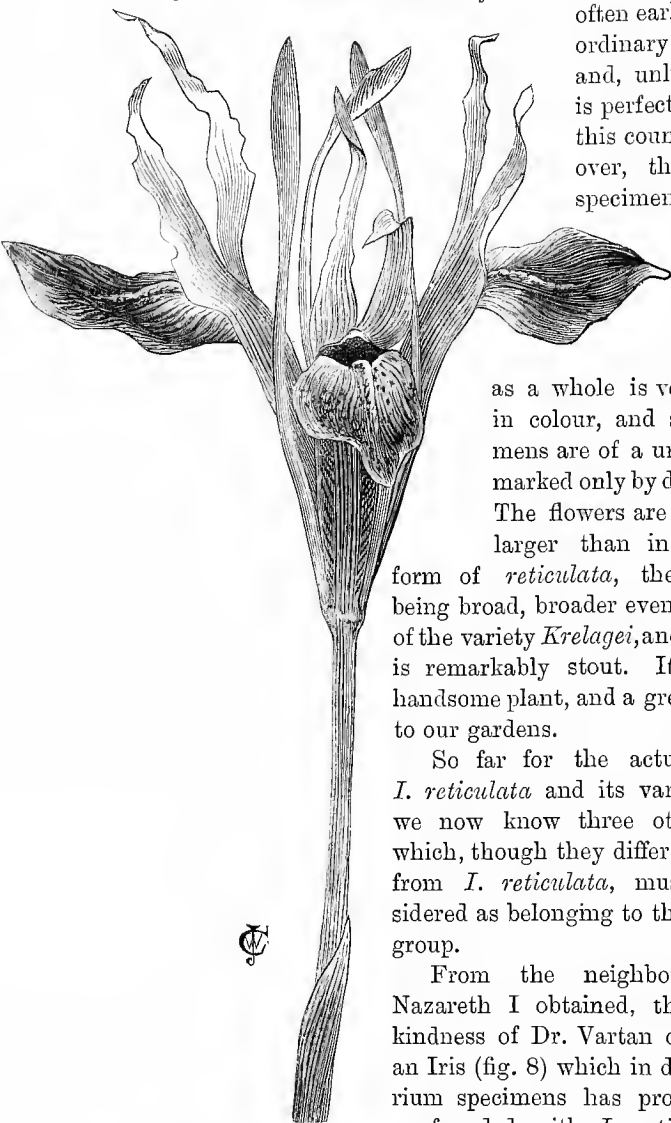 often earl
ordinary
and, unl
is perfect
this coun
over, th
specimen
as a whole is v
in colour, and
mens are of a u
marked only by d
The flowers are
larger than in
form of reticulata, the
being broad, broader even
of the variety Krelagei, and
is remarkably stout. It
handsome plant, and a gre
to our gardens.
So far for the actu
I. reticulata and its var
we now know three ot
which, though they differ
from I. reticulata, mu
sidered as belonging to th
group.
From the neighbo
Nazareth I obtained, th
kindness of Dr. Vartan o
an Iris (fig. 8) which in d
rium specimens has pro